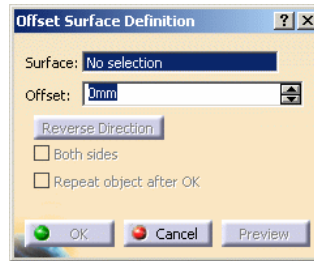 Offset Surface Definition ? X
Surface: No selection
Offset: 0mm
Reverse Direction
Both sides
Repeat object after OK
OK Cancel Preview